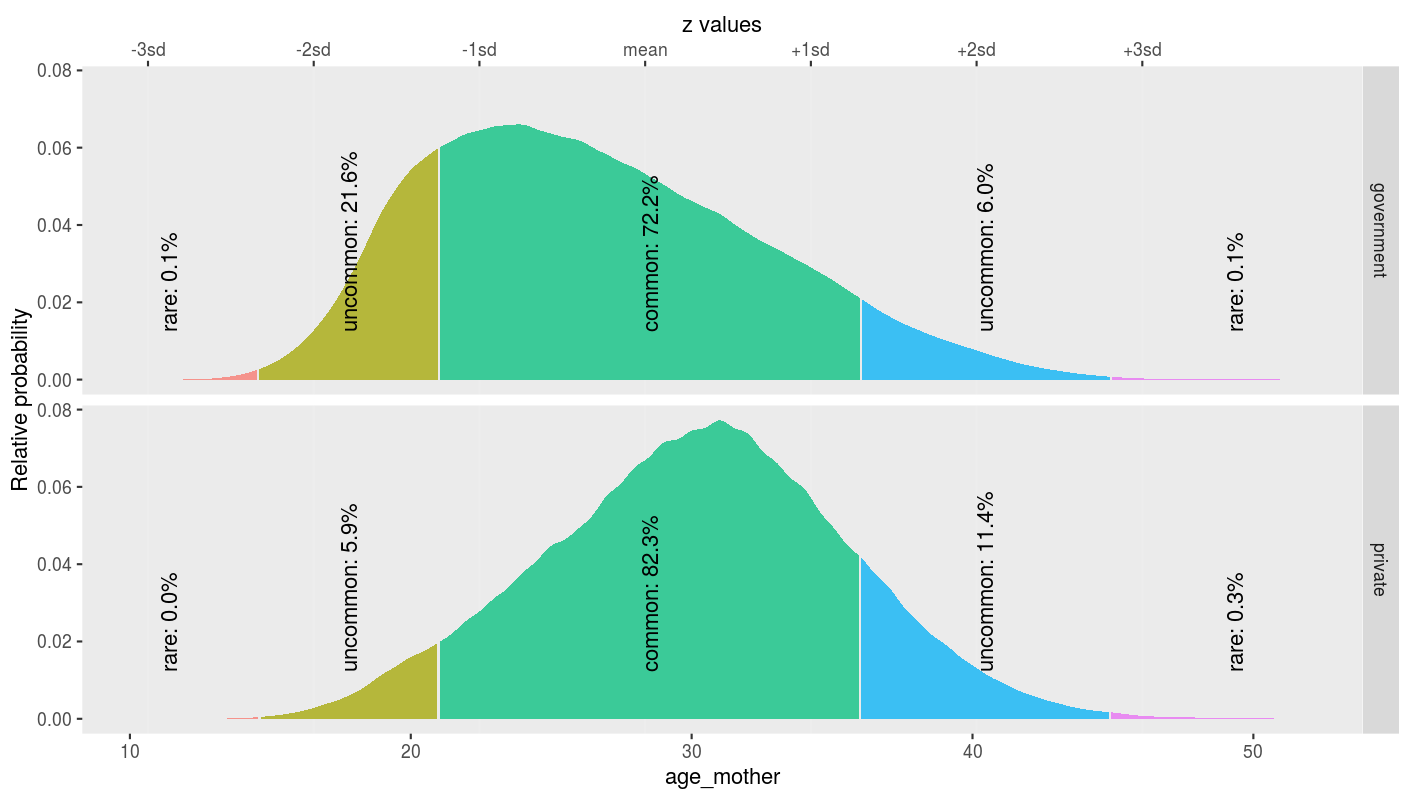 z values
-3sd -2sd -1sd mean +1sd +2sd +3sd
Relative probability
0.08
0.06
0.04
0.02
0.00
rare: 0.1%
uncommon: 21.6%
common: 72.2%
uncommon: 6.0%
rare: 0.1%
government
0.08
0.06
0.04
0.02
0.00
rare: 0.0%
uncommon: 5.9%
common: 82.3%
uncommon: 11.4%
rare: 0.3%
private
10 20 30 40 50
age_mother